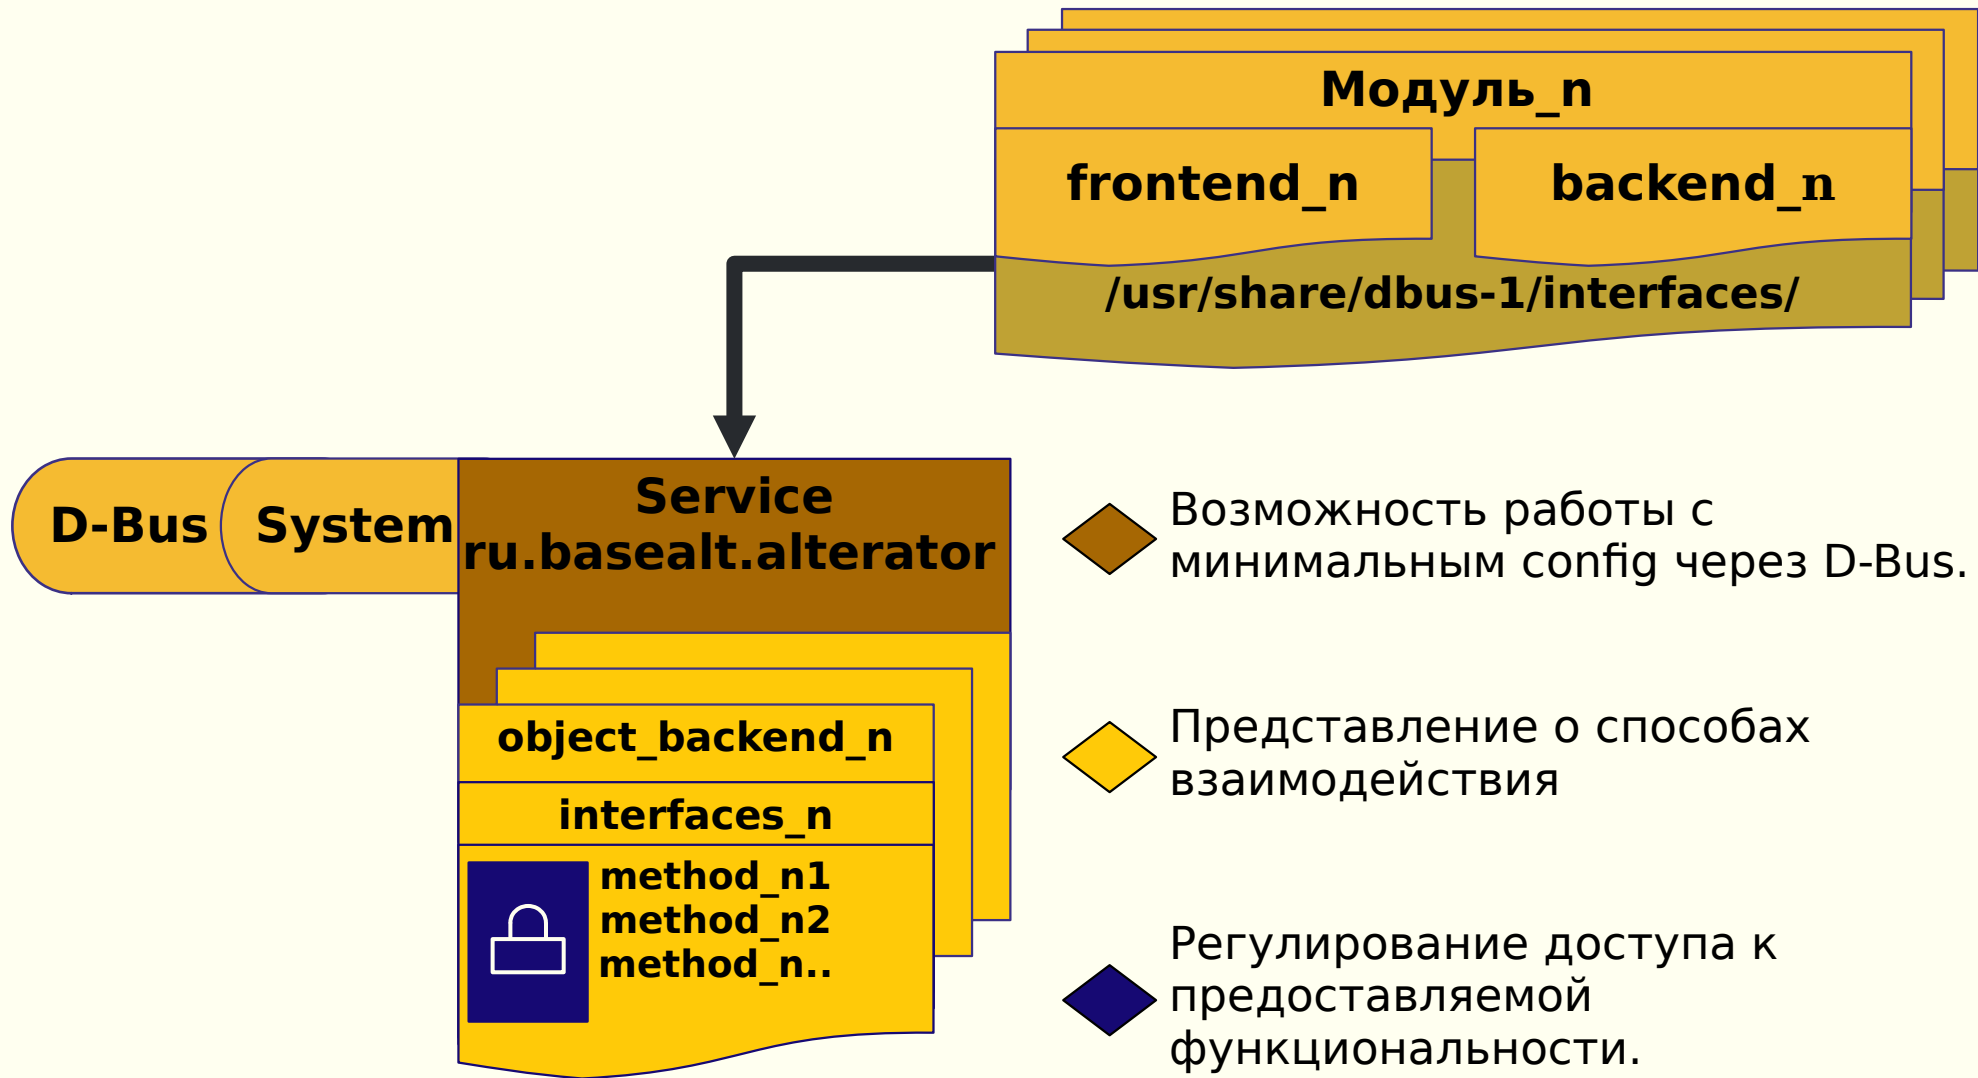 Модуль_n
frontend_n
backend_n
/usr/share/dbus-1/interfaces/
D-Bus
System
Service
ru.basealt.alterator
object_backend_n
interfaces_n
method_n1
method_n2
method_n..
Возможность работы с
минимальным config через D-Bus.
Представление о способах
взаимодействия
Регулирование доступа к
предоставляемой
функциональности.